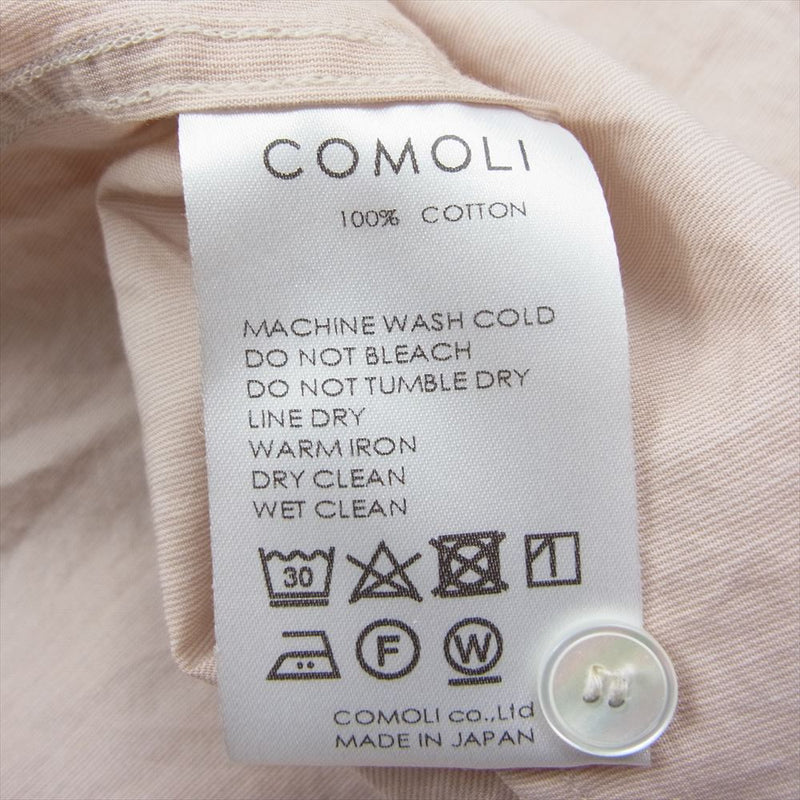 COMOLI
100% COTTON
MACHINE WASH COLD
DO NOT BLEACH
DO NOT TUMBLE DRY
LINE DRY
WARM IRON
DRY CLEAN
WET CLEAN
30
F W
COMOLI co.,Ltd
MADE IN JAPAN